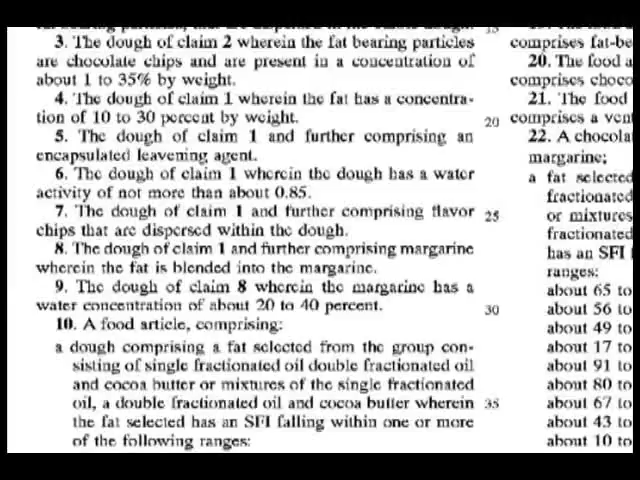 3. The dough of claim 2 wherein the fat bearing particles
are chocolate chips and are present in a concentration of
about 1 to 35% by weight.
4. The dough of claim 1 wherein the fat has a concentra-
tion of 10 to 30 percent by weight.
5. The dough of claim 1 and further comprising an
encapsulated leavening agent.
6. The dough of claim 1 wherein the dough has a water
activity of not more than about 0.85.
7. The dough of claim 1 and further comprising flavor
chips that are dispersed within the dough.
8. The dough of claim 1 and further comprising margarine
wherein the fat is blended into the margarine.
9. The dough of claim 8 wherein the margarine has a
water concentration of about 20 to 40 percent.
10. A food article, comprising:
a dough comprising a fat selected from the group con-
sisting of single fractionated oil double fractionated oil
and cocoa butter or mixtures of the single fractionated
oil, a double fractionated oil and cocoa butter wherein
the fat selected has an SFI falling within one or more
of the following ranges:
20
25
30
35
comprises fat-be
20. The food a
comprises choco
21. The food
comprises a vent
22. A chocola
margarine;
a fat selected
fractionated
or mixtures
fractionated
has an SFI f
ranges:
about 65 to
about 56 to
about 49 to
about 17 to
about 91 to
about 80 to
about 67 to
about 43 to
about 10 to